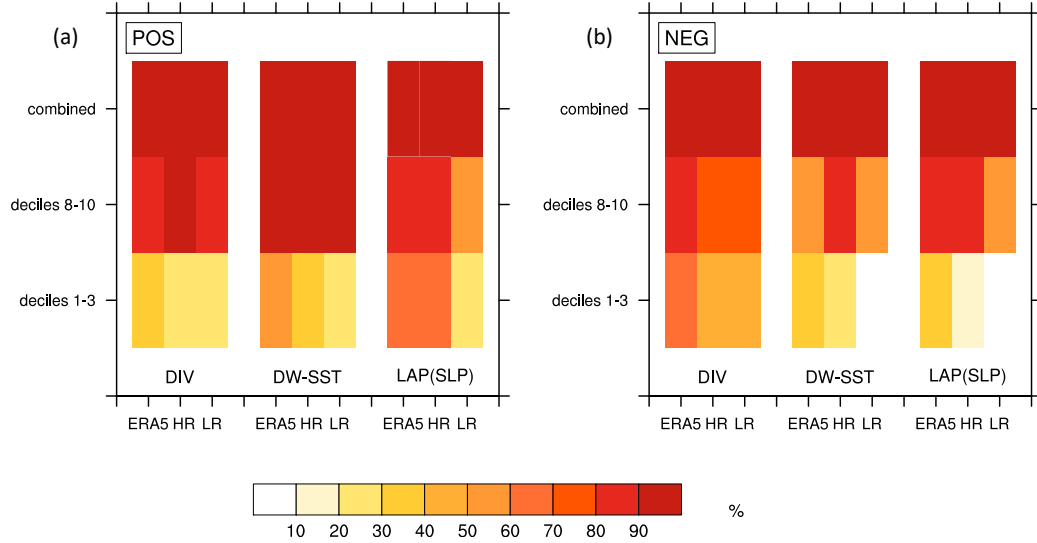 (a) POS
combined
deciles 8-10
deciles 1-3
DIV DW-SST LAP(SLP)
ERA5 HR LR ERA5 HR LR ERA5 HR LR
(b) NEG
combined
deciles 8-10
deciles 1-3
DIV DW-SST LAP(SLP)
ERA5 HR LR ERA5 HR LR ERA5 HR LR
10 20 30 40 50 60 70 80 90 %